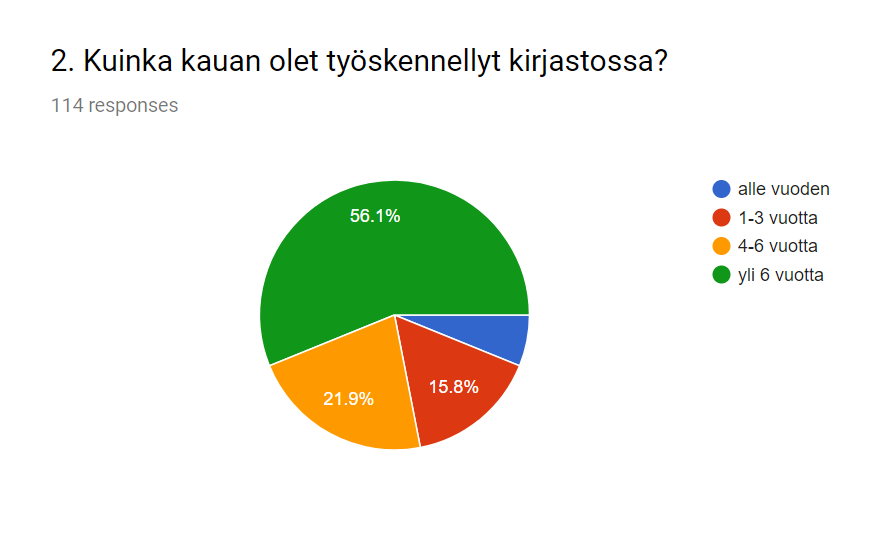 2. Kuinka kauan olet työskennellyt kirjastossa?
114 responses
56.1%
21.9%
15.8%
alle vuoden
1-3 vuotta
4-6 vuotta
yli 6 vuotta